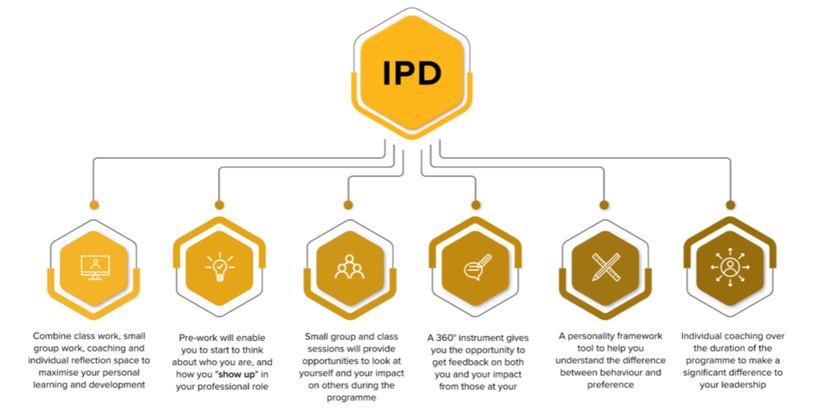 IPD
Combine class work, small
group work, coaching and
individual reflection space to
maximise your personal
learning and development
Pre-work will enable
you to start to think
about who you are, and
how you "show up" in
your professional role
Small group and class
sessions will provide
opportunities to look at
yourself and your impact
on others during the
programme
A 360° instrument gives
you the opportunity to
get feedback on both
you and your impact
from those at your
A personality framework
tool to help you
understand the difference
between behaviour and
preference
Individual coaching over
the duration of the
programme to make a
significant difference to
your leadership